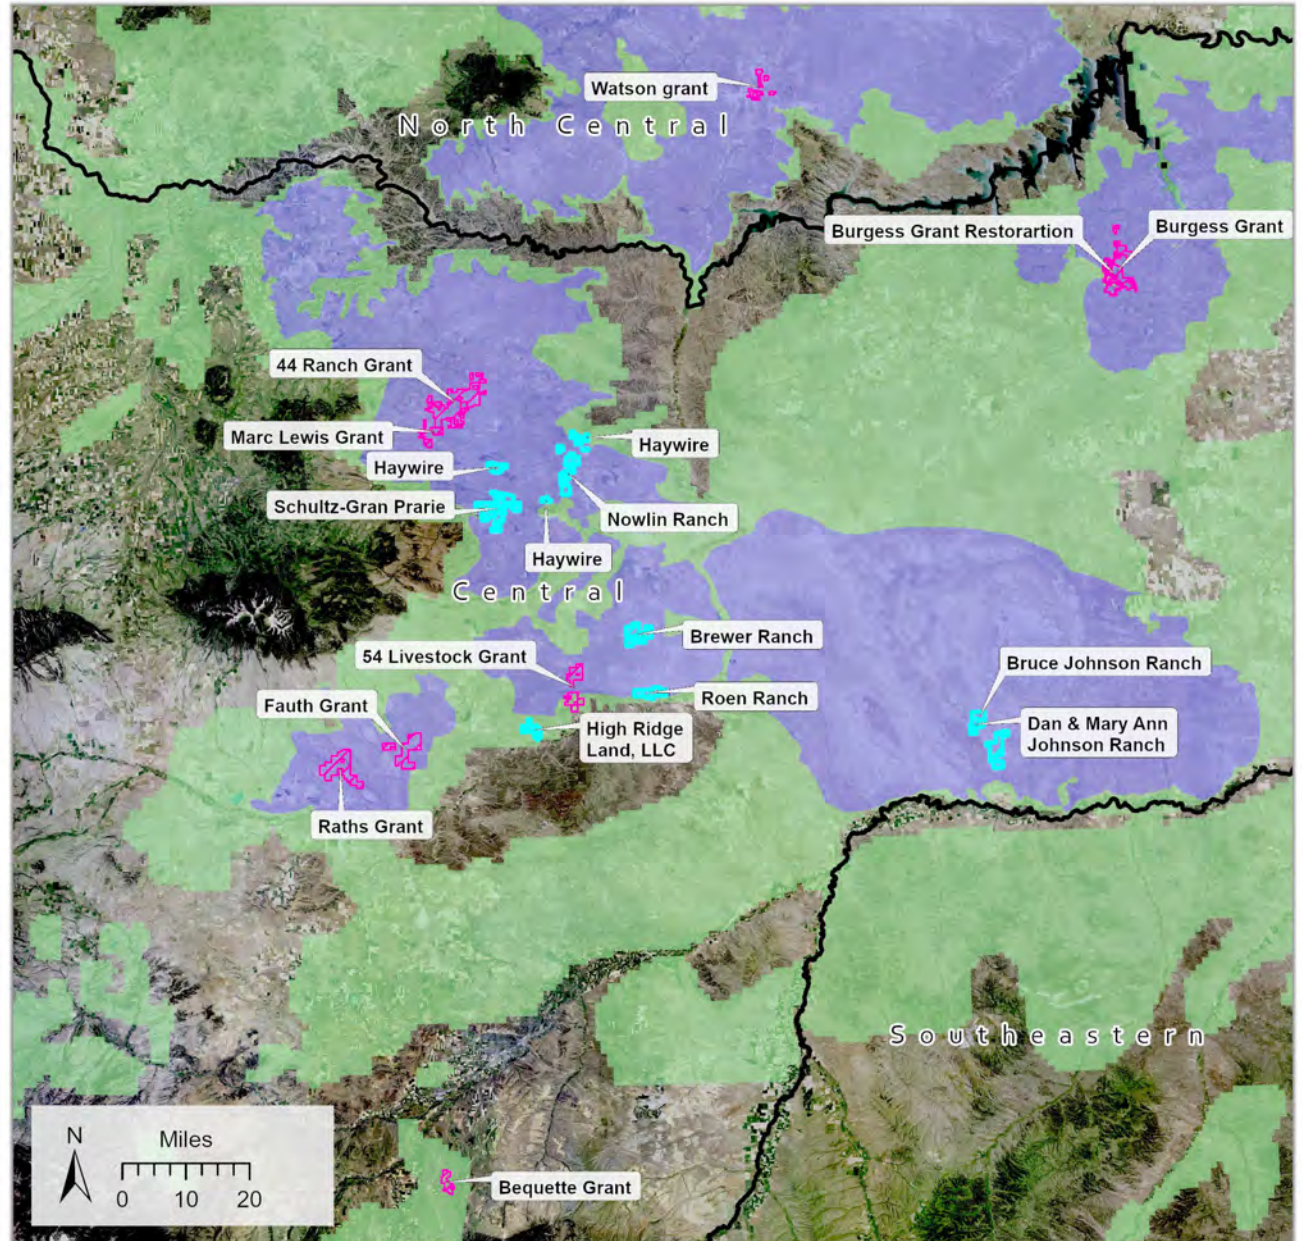 Watson grant
North Central
Burgess Grant Restorartion
Burgess Grant
44 Ranch Grant
Marc Lewis Grant
Haywire
Haywire
Schultz-Gran Prarie
Nowlin Ranch
Haywire
Central
Brewer Ranch
54 Livestock Grant
Bruce Johnson Ranch
Roen Ranch
Fauth Grant
High Ridge
Land, LLC
Dan & Mary Ann
Johnson Ranch
Raths Grant
Southeastern
N
Miles
0 10 20
Bequette Grant